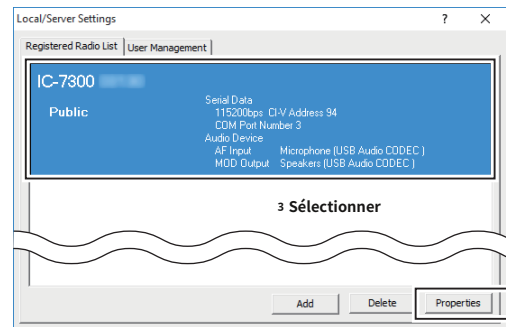 Local/Server Settings ? ×
Registered Radio List User Management
IC-7300
Public
Serial Data
115200bps CI-V Address 94
COM Port Number 3
Audio Device
AF Input Microphone (USB Audio CODEC )
MOD Output Speakers (USB Audio CODEC )
3 Sélectionner
Add Delete Properties